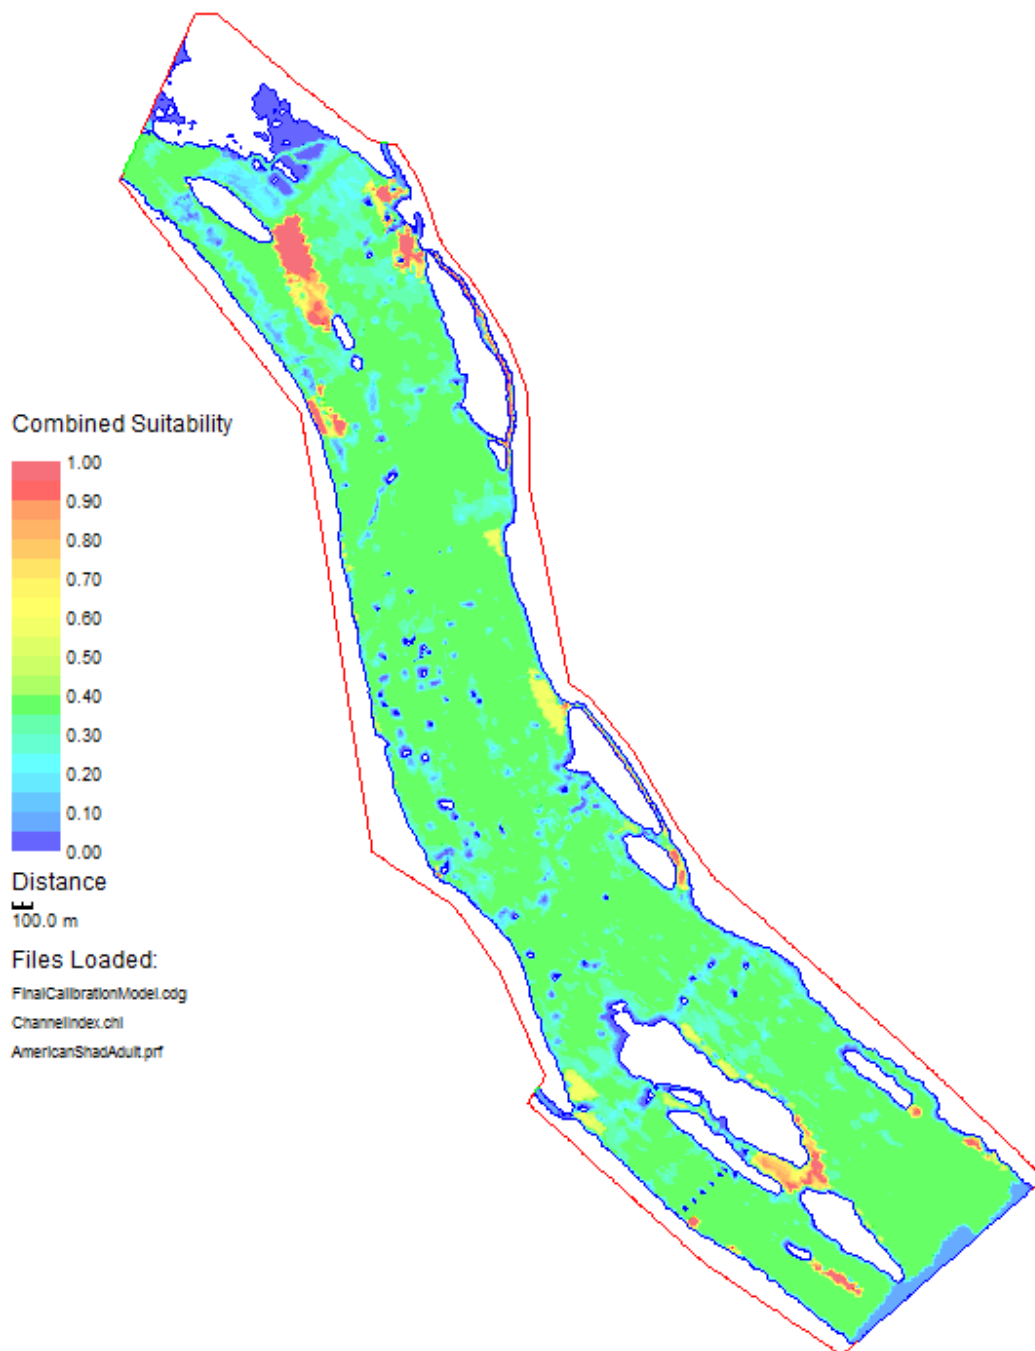 Combined Suitability
1.00
0.90
0.80
0.70
0.60
0.50
0.40
0.30
0.20
0.10
0.00
Distance
100.0 m
Files Loaded:
FinalCalibrationModel.cdg
ChannelIndex.chi
AmericanShadAdult.prf